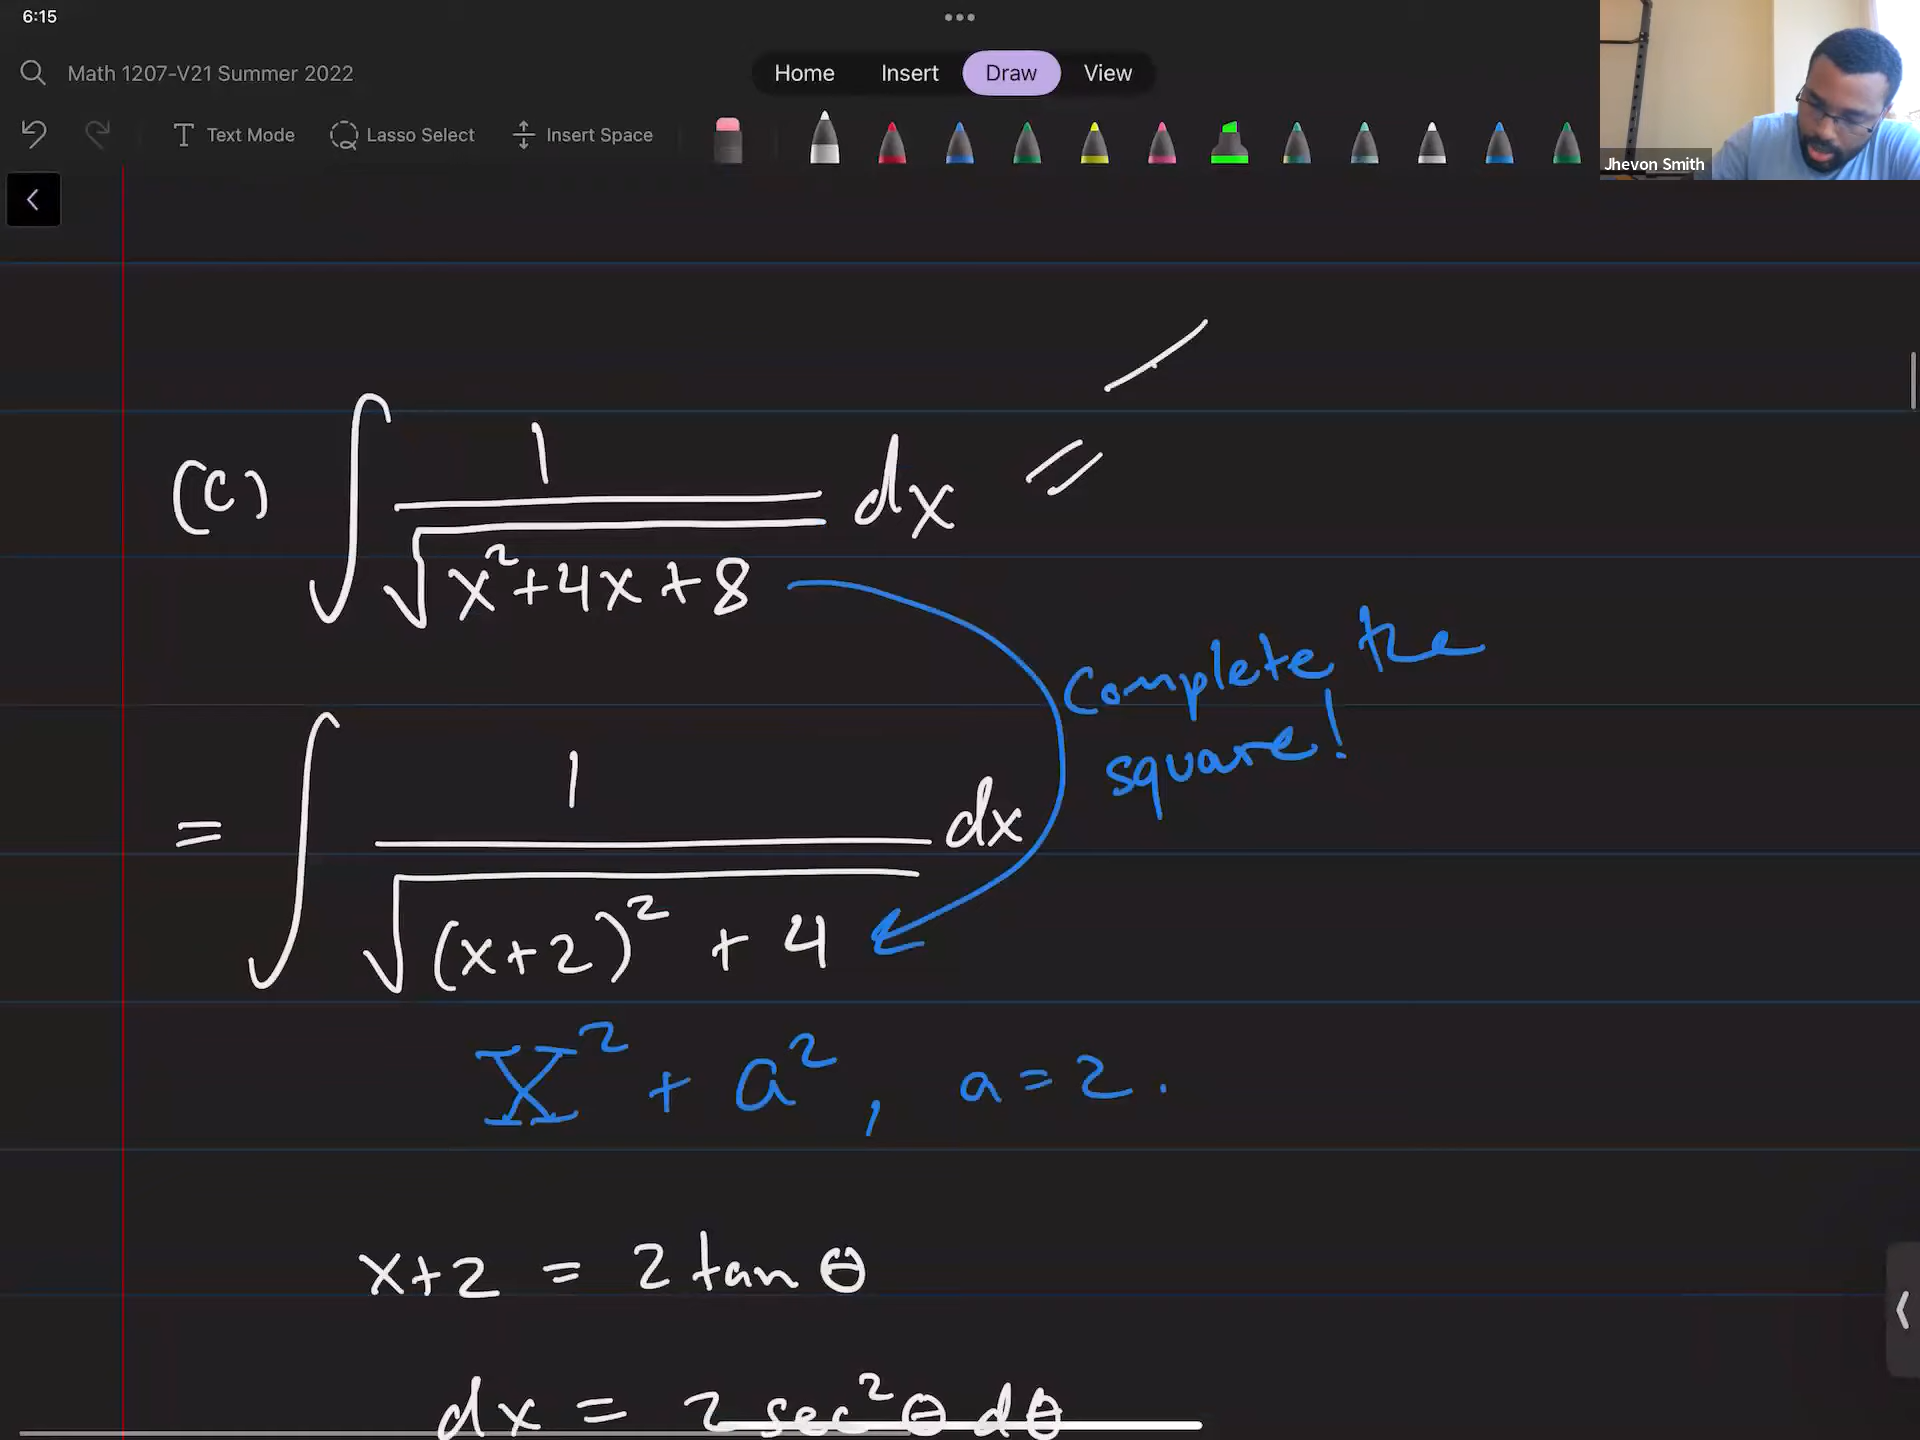 6:15
Math 1207-V21 Summer 2022
Home Insert Draw View
Text Mode Lasso Select Insert Space
Jhevon Smith
(c) ∫ 1/√(x²+4x+8) dx =
Complete the
square!
= ∫ 1/√((x+2)² + 4) dx
X² + a², a = 2.
x+2 = 2 tan θ
dx = 2 sec²θ dθ